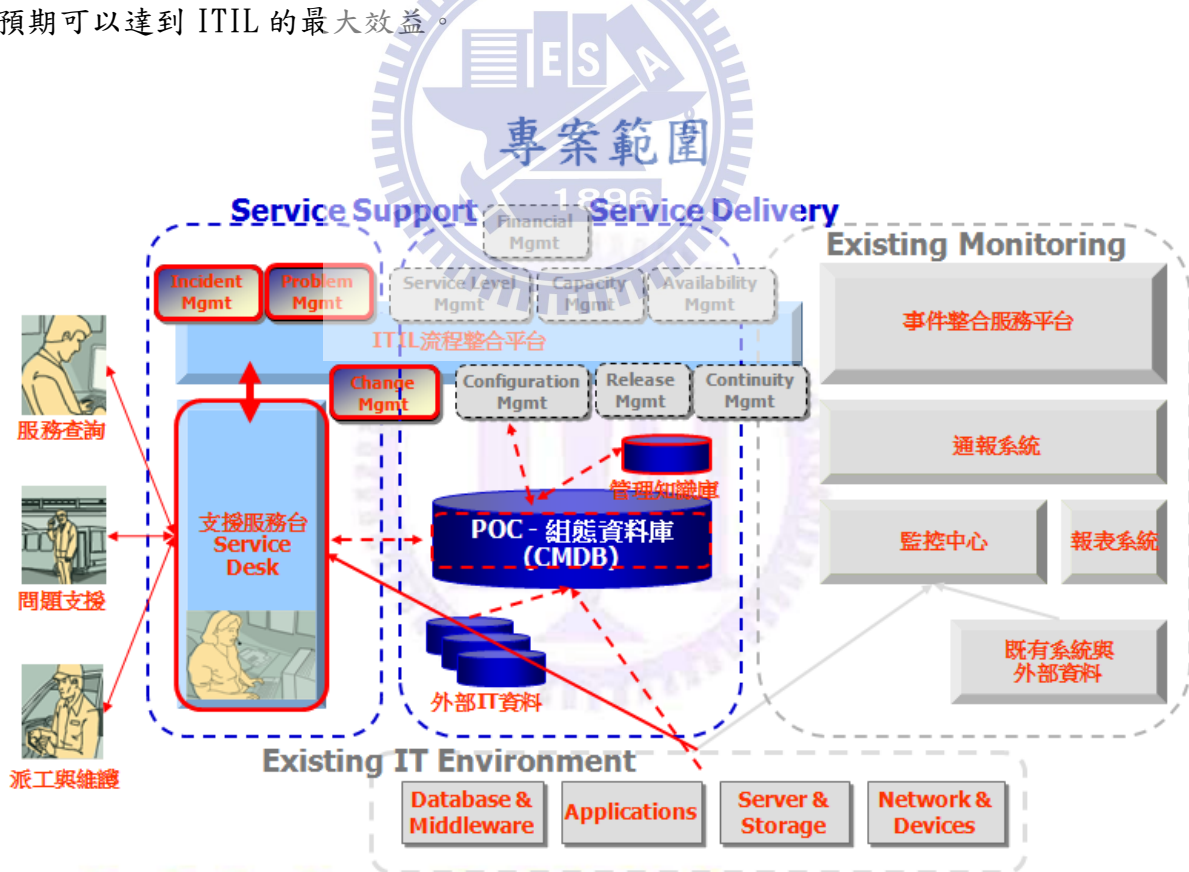 預期可以達到 ITIL 的最大效益。
ESA
1896
專案範圍
Service Support
Service Delivery
Financial
Mgmt
Existing Monitoring
Incident
Mgmt
Problem
Mgmt
Service Level
Mgmt
Capacity
Mgmt
Availability
Mgmt
ITIL流程整合平台
Change
Mgmt
Configuration
Mgmt
Release
Mgmt
Continuity
Mgmt
服務查詢
問題支援
派工與維護
支援服務台
Service
Desk
管理知識庫
POC - 組態資料庫
(CMDB)
外部IT資料
事件整合服務平台
通報系統
監控中心
報表系統
既有系統與
外部資料
Existing IT Environment
Database &
Middleware
Applications
Server &
Storage
Network &
Devices